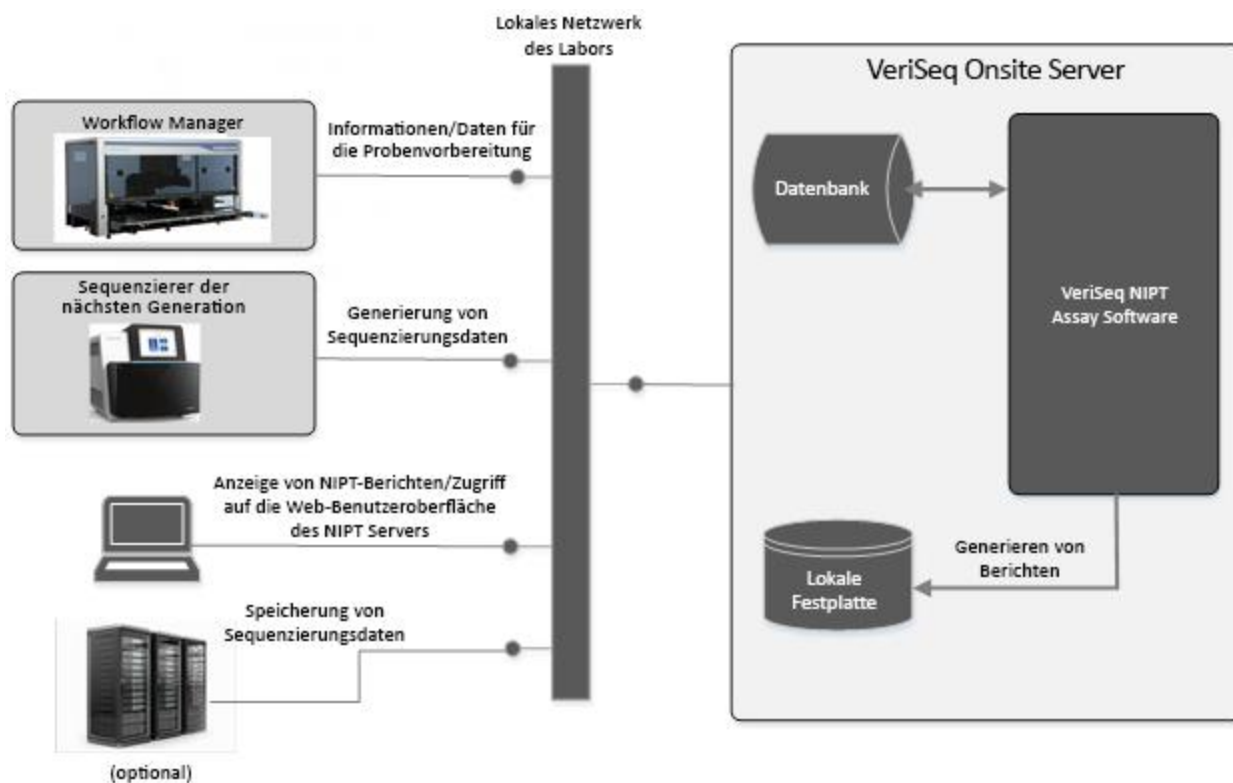 Lokales Netzwerk
des Labors
VeriSeq Onsite Server
Workflow Manager
Informationen/Daten für
die Probenvorbereitung
Datenbank
Sequenzierer der
nächsten Generation
Generierung von
Sequenzierungsdaten
VeriSeq NIPT
Assay Software
Anzeige von NIPT-Berichten/Zugriff
auf die Web-Benutzeroberfläche
des NIPT Servers
Generieren von
Berichten
Lokale
Festplatte
Speicherung von
Sequenzierungsdaten
(optional)